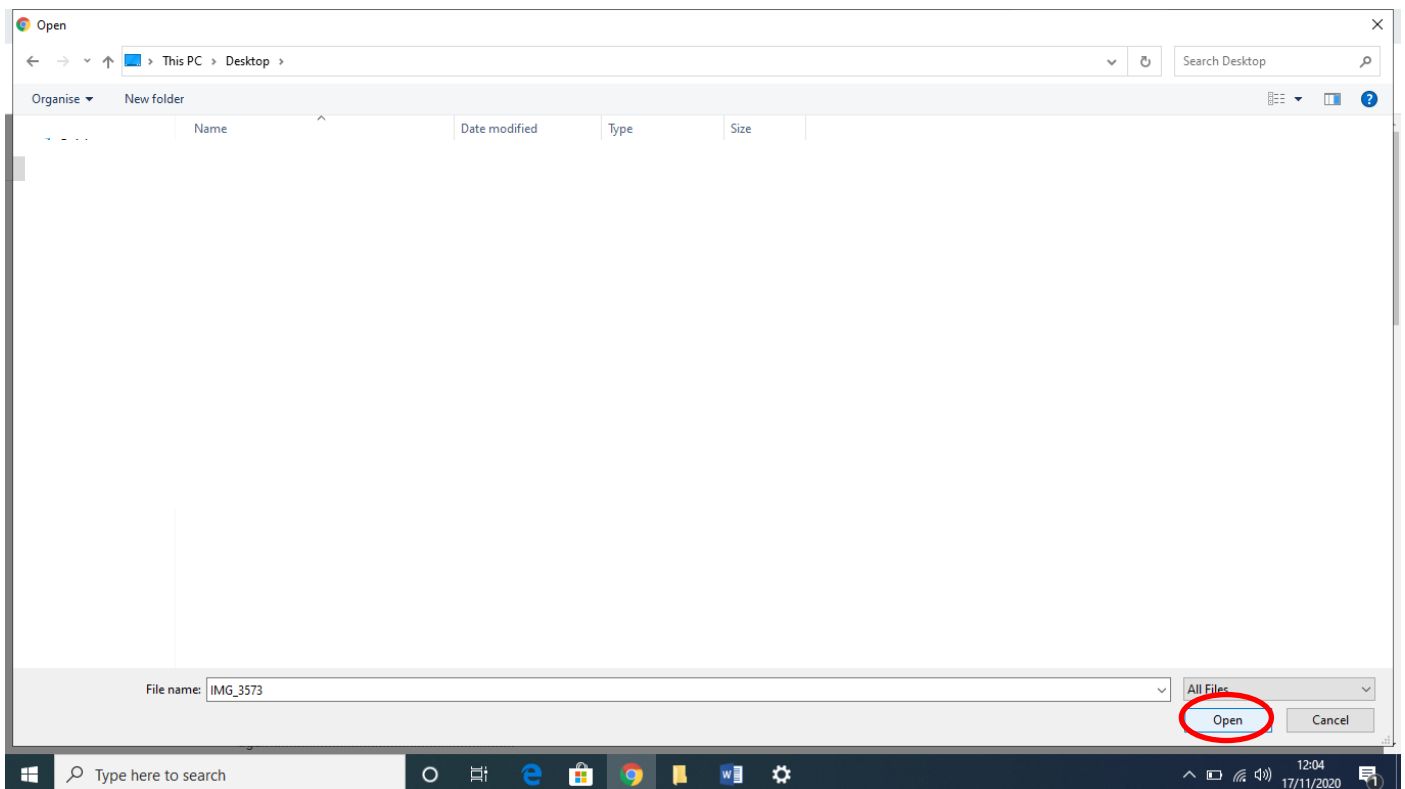 Open
This PC > Desktop >
Search Desktop
Organise
New folder
Name
Date modified
Type
Size
File name: IMG_3573
All Files
Open
Cancel
Type here to search
12:04
17/11/2020
1